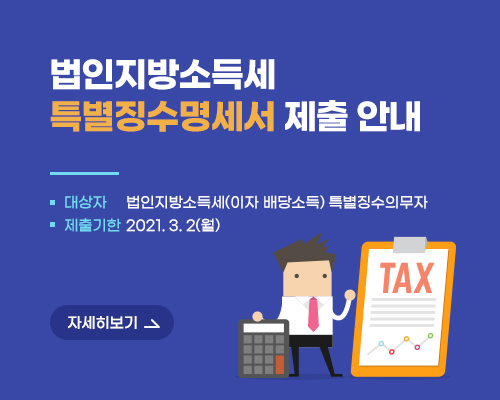 법인지방소득세
특별징수명세서 제출 안내
대상자 법인지방소득세(이자 배당소득) 특별징수의무자
제출기한 2021. 3. 2(월)
자세히보기
TAX